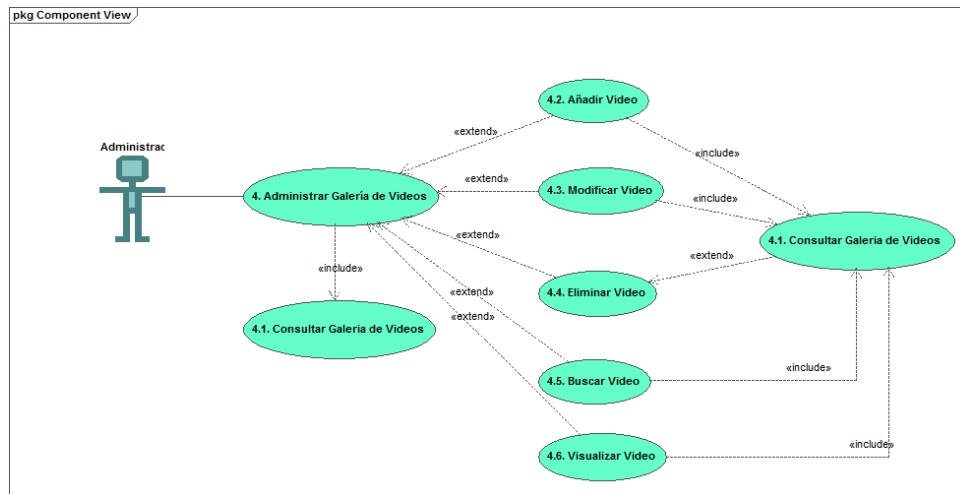 pkg Component View
4.2. Añadir Video
«extend»
«include»
Administrac
4. Administrar Galería de Videos
«extend»
4.3. Modificar Video
«include»
4.1. Consultar Galeria de Videos
«extend»
«include»
«extend»
4.4. Eliminar Video
4.1. Consultar Galeria de Videos
«extend»
4.5. Buscar Video
«include»
«include»
4.6. Visualizar Video